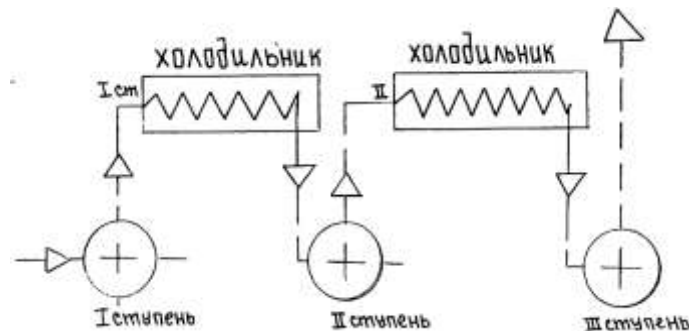 холодильник
холодильник
I ст
II
I ступень
II ступень
III ступень